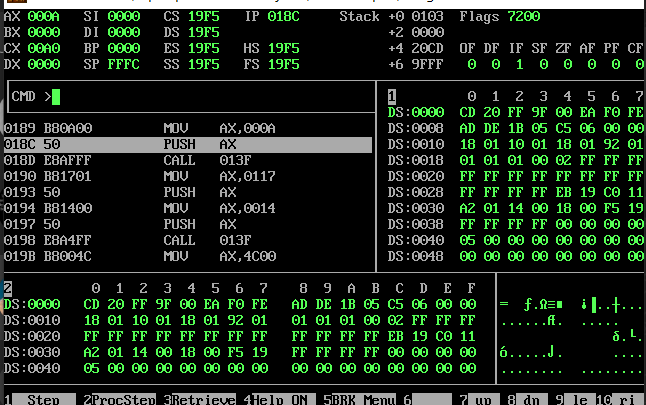 AX 000A   SI 0000   CS 19F5   IP 018C   Stack +0 0103   Flags 7200
BX 0000   DI 0000   DS 19F5   +2 0000
CX 00A0   BP 0000   ES 19F5   HS 19F5   +4 20CD   OF DF IF SF ZF AF PF CF
DX 0000   SP FFFC   SS 19F5   FS 19F5   +6 9FFF   0 0 1 0 0 0 0 0
CMD >
1   0 1 2 3 4 5 6 7
DS:0000 CD 20 FF 9F 00 EA F0 FE
0189 B80A00   MOV AX,000A   DS:0008 AD DE 1B 05 C5 06 00 00
018C 50   PUSH AX   DS:0010 18 01 10 01 18 01 92 01
018D E8AFFF   CALL 013F   DS:0018 01 01 01 00 02 FF FF FF
0190 B81701   MOV AX,0117   DS:0020 FF FF FF FF FF FF FF FF
0193 50   PUSH AX   DS:0028 FF FF FF FF EB 19 C0 11
0194 B81400   MOV AX,0014   DS:0030 A2 01 14 00 18 00 F5 19
0197 50   PUSH AX   DS:0038 FF FF FF FF 00 00 00 00
0198 E8A4FF   CALL 013F   DS:0040 05 00 00 00 00 00 00 00
019B B8004C   MOV AX,4C00   DS:0048 00 00 00 00 00 00 00 00
2   0 1 2 3 4 5 6 7 8 9 A B C D E F
DS:0000 CD 20 FF 9F 00 EA F0 FE AD DE 1B 05 C5 06 00 00
DS:0010 18 01 10 01 18 01 92 01 01 01 01 00 02 FF FF FF
DS:0020 FF FF FF FF FF FF FF FF FF FF FF FF EB 19 C0 11
DS:0030 A2 01 14 00 18 00 F5 19 FF FF FF FF 00 00 00 00
DS:0040 05 00 00 00 00 00 00 00 00 00 00 00 00 00 00 00
1 Step 2ProcStep 3Retrieve 4Help ON 5BRK Menu 6 7 up 8 dn 9 le 10 ri